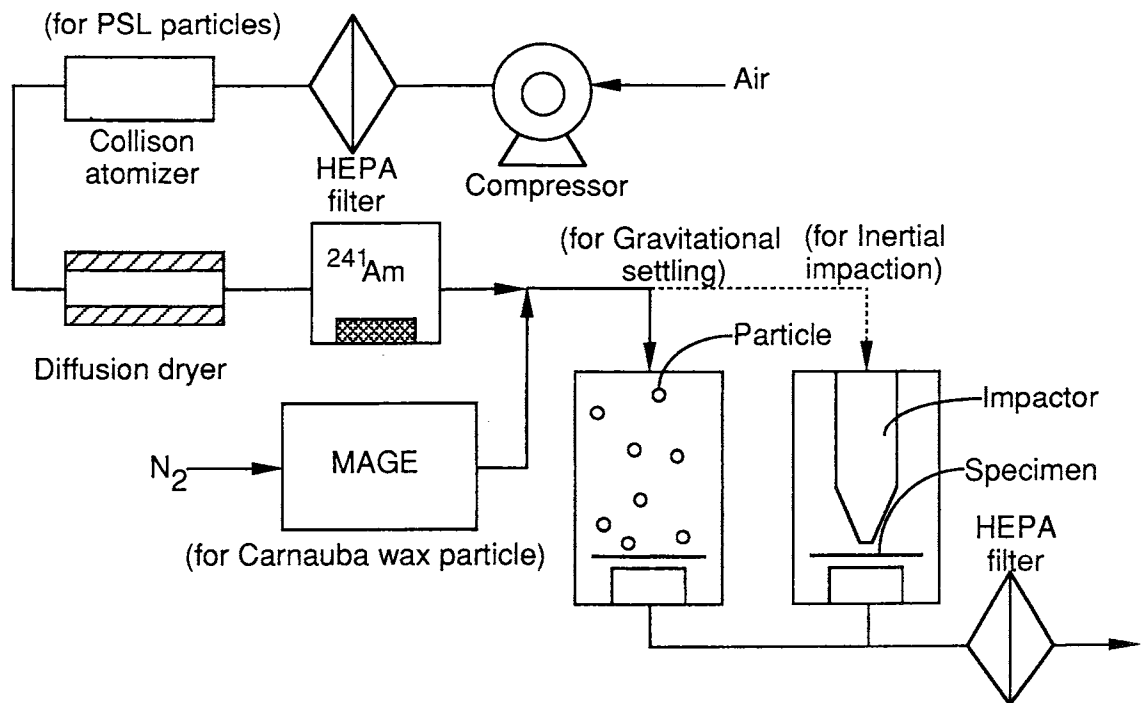 (for PSL particles)
Air
Collison
atomizer
HEPA
filter
Compressor
(for Gravitational
settling)
(for Inertial
impaction)
241Am
Particle
Diffusion dryer
Impactor
N2
MAGE
Specimen
HEPA
filter
(for Carnauba wax particle)